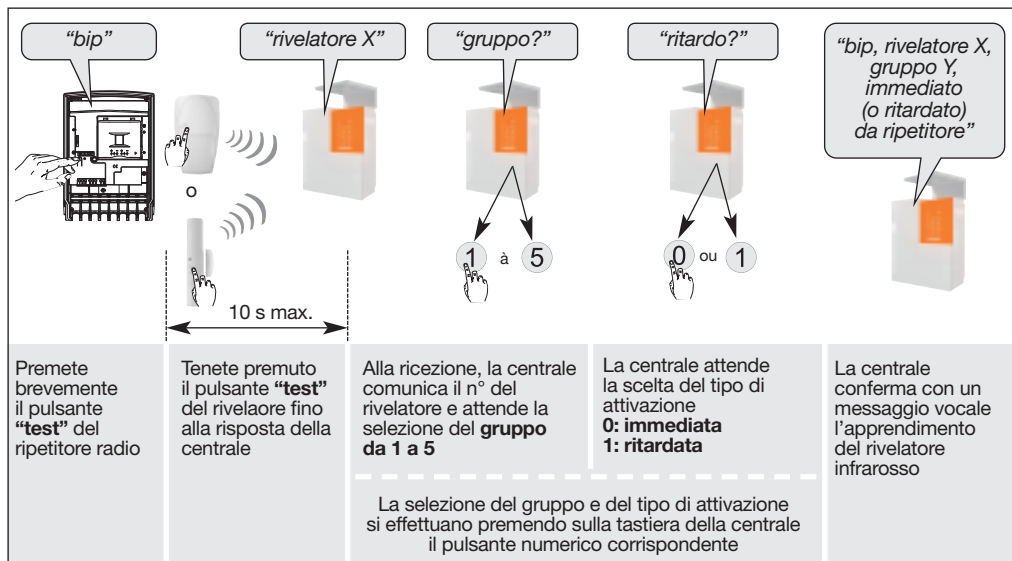 “bip”
“rivelatore X”
“gruppo?”
“ritardo?”
“bip, rivelatore X,
gruppo Y,
immediato
(o ritardato)
da ripetitore”
o
1 à 5
0 ou 1
10 s max.
Premete
brevemente
il pulsante
“test” del
ripetitore radio
Tenete premuto
il pulsante “test”
del rivelaore fino
alla risposta della
centrale
Alla ricezione, la centrale
comunica il n° del
rivelatore e attende la
selezione del gruppo
da 1 a 5
La centrale attende
la scelta del tipo di
attivazione
0: immediata
1: ritardata
La selezione del gruppo e del tipo di attivazione
si effettuano premendo sulla tastiera della centrale
il pulsante numerico corrispondente
La centrale
conferma con un
messaggio vocale
l’apprendimento
del rivelatore
infrarosso